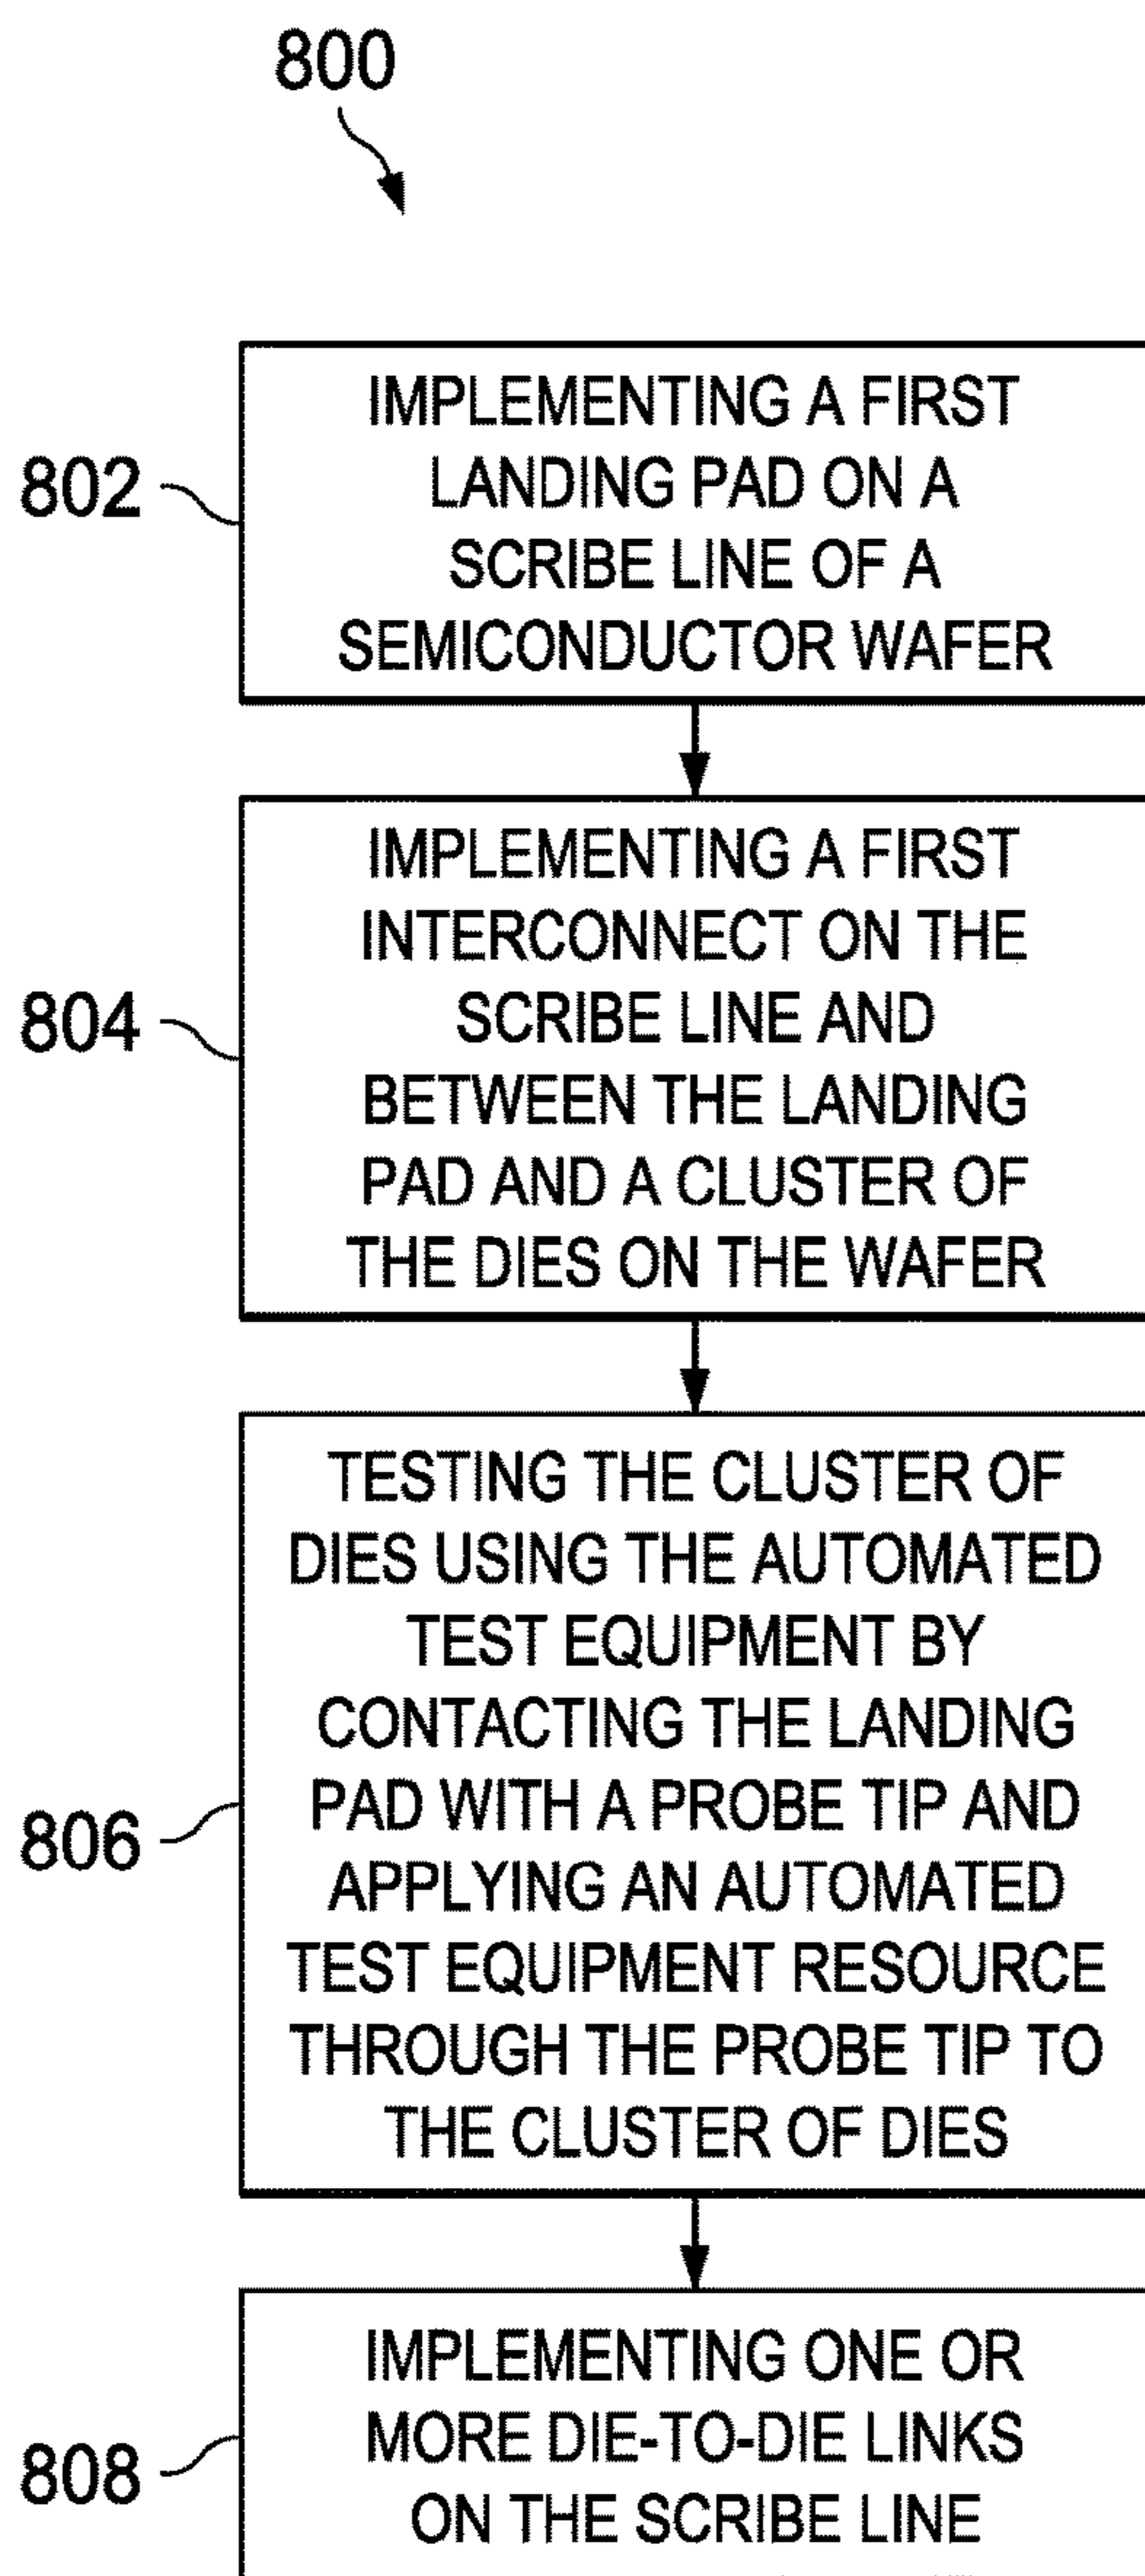 800
802
IMPLEMENTING A FIRST
LANDING PAD ON A
SCRIBE LINE OF A
SEMICONDUCTOR WAFER
804
IMPLEMENTING A FIRST
INTERCONNECT ON THE
SCRIBE LINE AND
BETWEEN THE LANDING
PAD AND A CLUSTER OF
THE DIES ON THE WAFER
806
TESTING THE CLUSTER OF
DIES USING THE AUTOMATED
TEST EQUIPMENT BY
CONTACTING THE LANDING
PAD WITH A PROBE TIP AND
APPLYING AN AUTOMATED
TEST EQUIPMENT RESOURCE
THROUGH THE PROBE TIP TO
THE CLUSTER OF DIES
808
IMPLEMENTING ONE OR
MORE DIE-TO-DIE LINKS
ON THE SCRIBE LINE